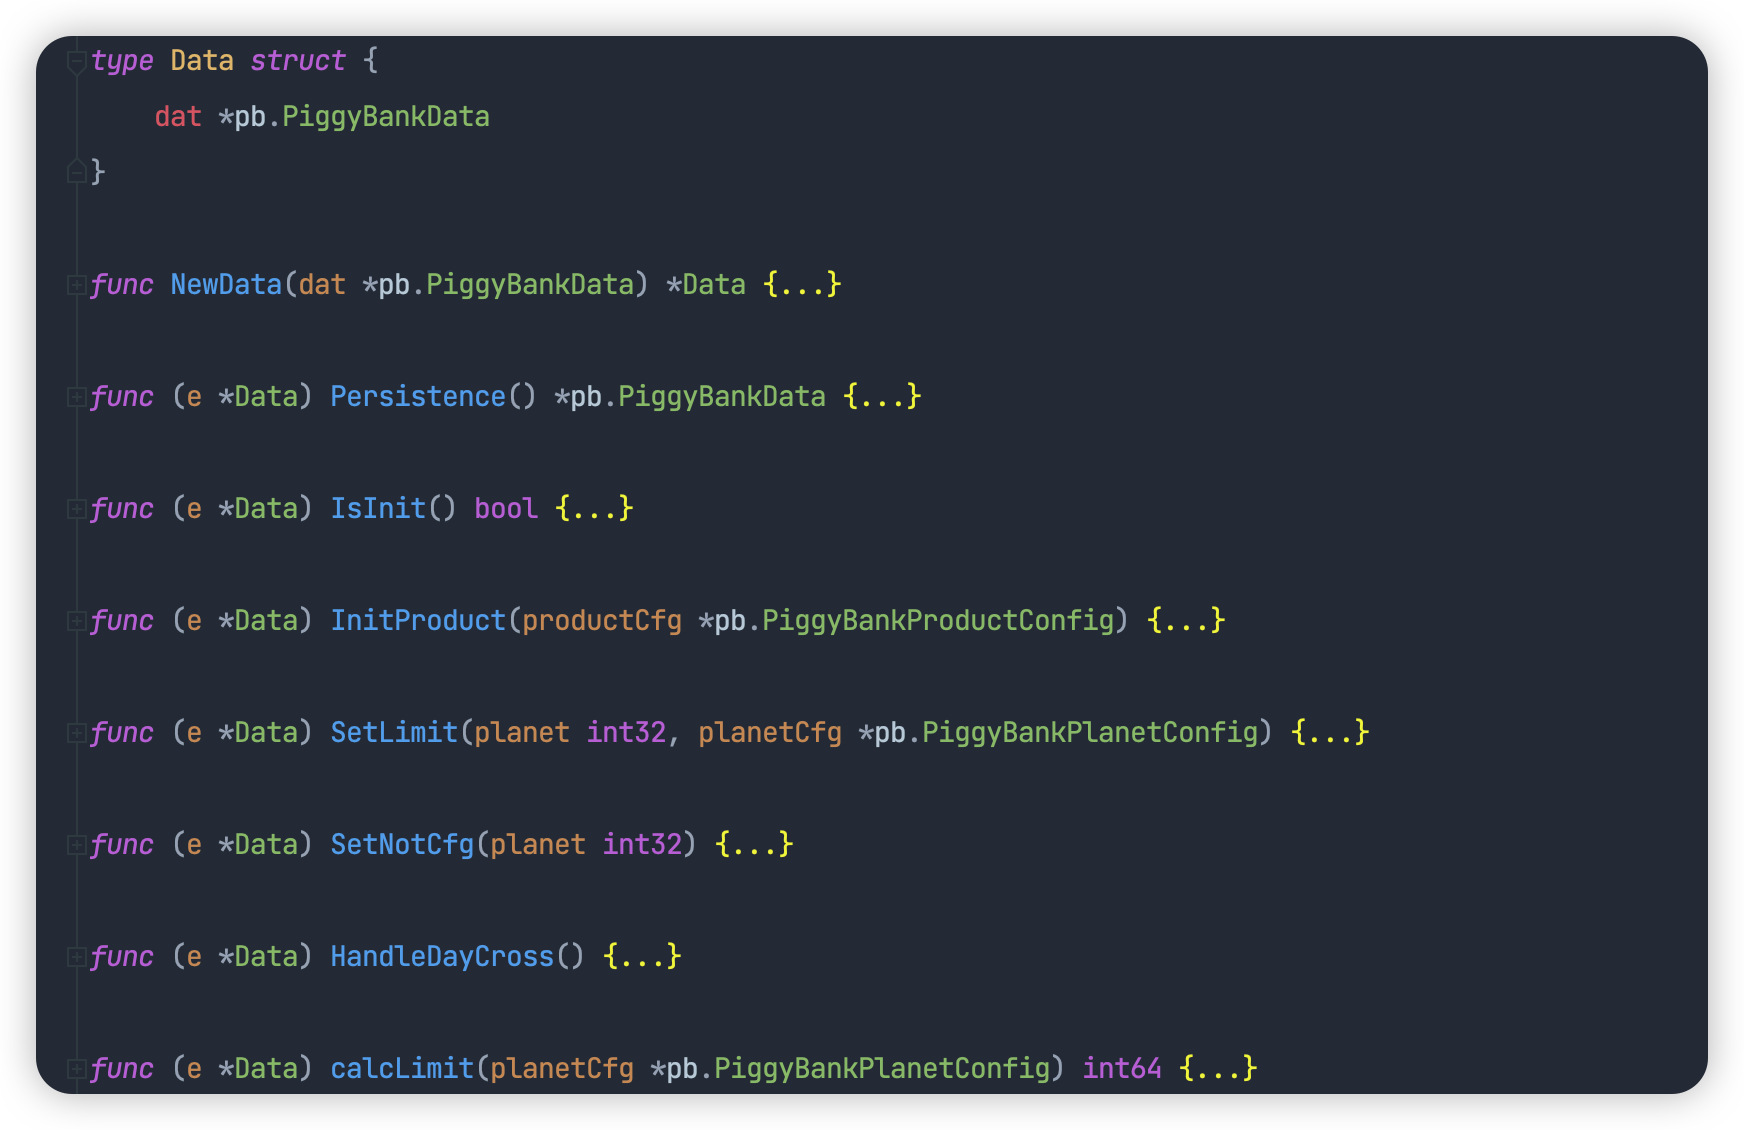 type Data struct {
    dat *pb.PiggyBankData
}
func NewData(dat *pb.PiggyBankData) *Data {...}
func (e *Data) Persistence() *pb.PiggyBankData {...}
func (e *Data) IsInit() bool {...}
func (e *Data) InitProduct(productCfg *pb.PiggyBankProductConfig) {...}
func (e *Data) SetLimit(planet int32, planetCfg *pb.PiggyBankPlanetConfig) {...}
func (e *Data) SetNotCfg(planet int32) {...}
func (e *Data) HandleDayCross() {...}
func (e *Data) calcLimit(planetCfg *pb.PiggyBankPlanetConfig) int64 {...}